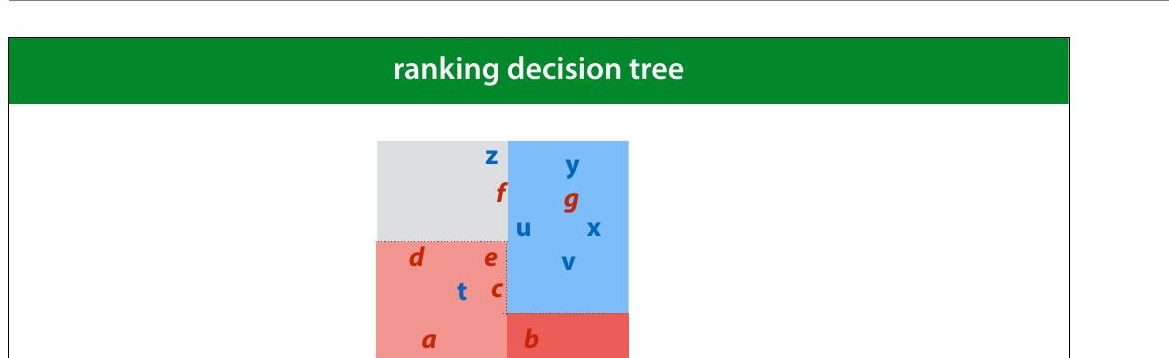 ranking decision tree
z y
f g
u x
d e v
t c
a b